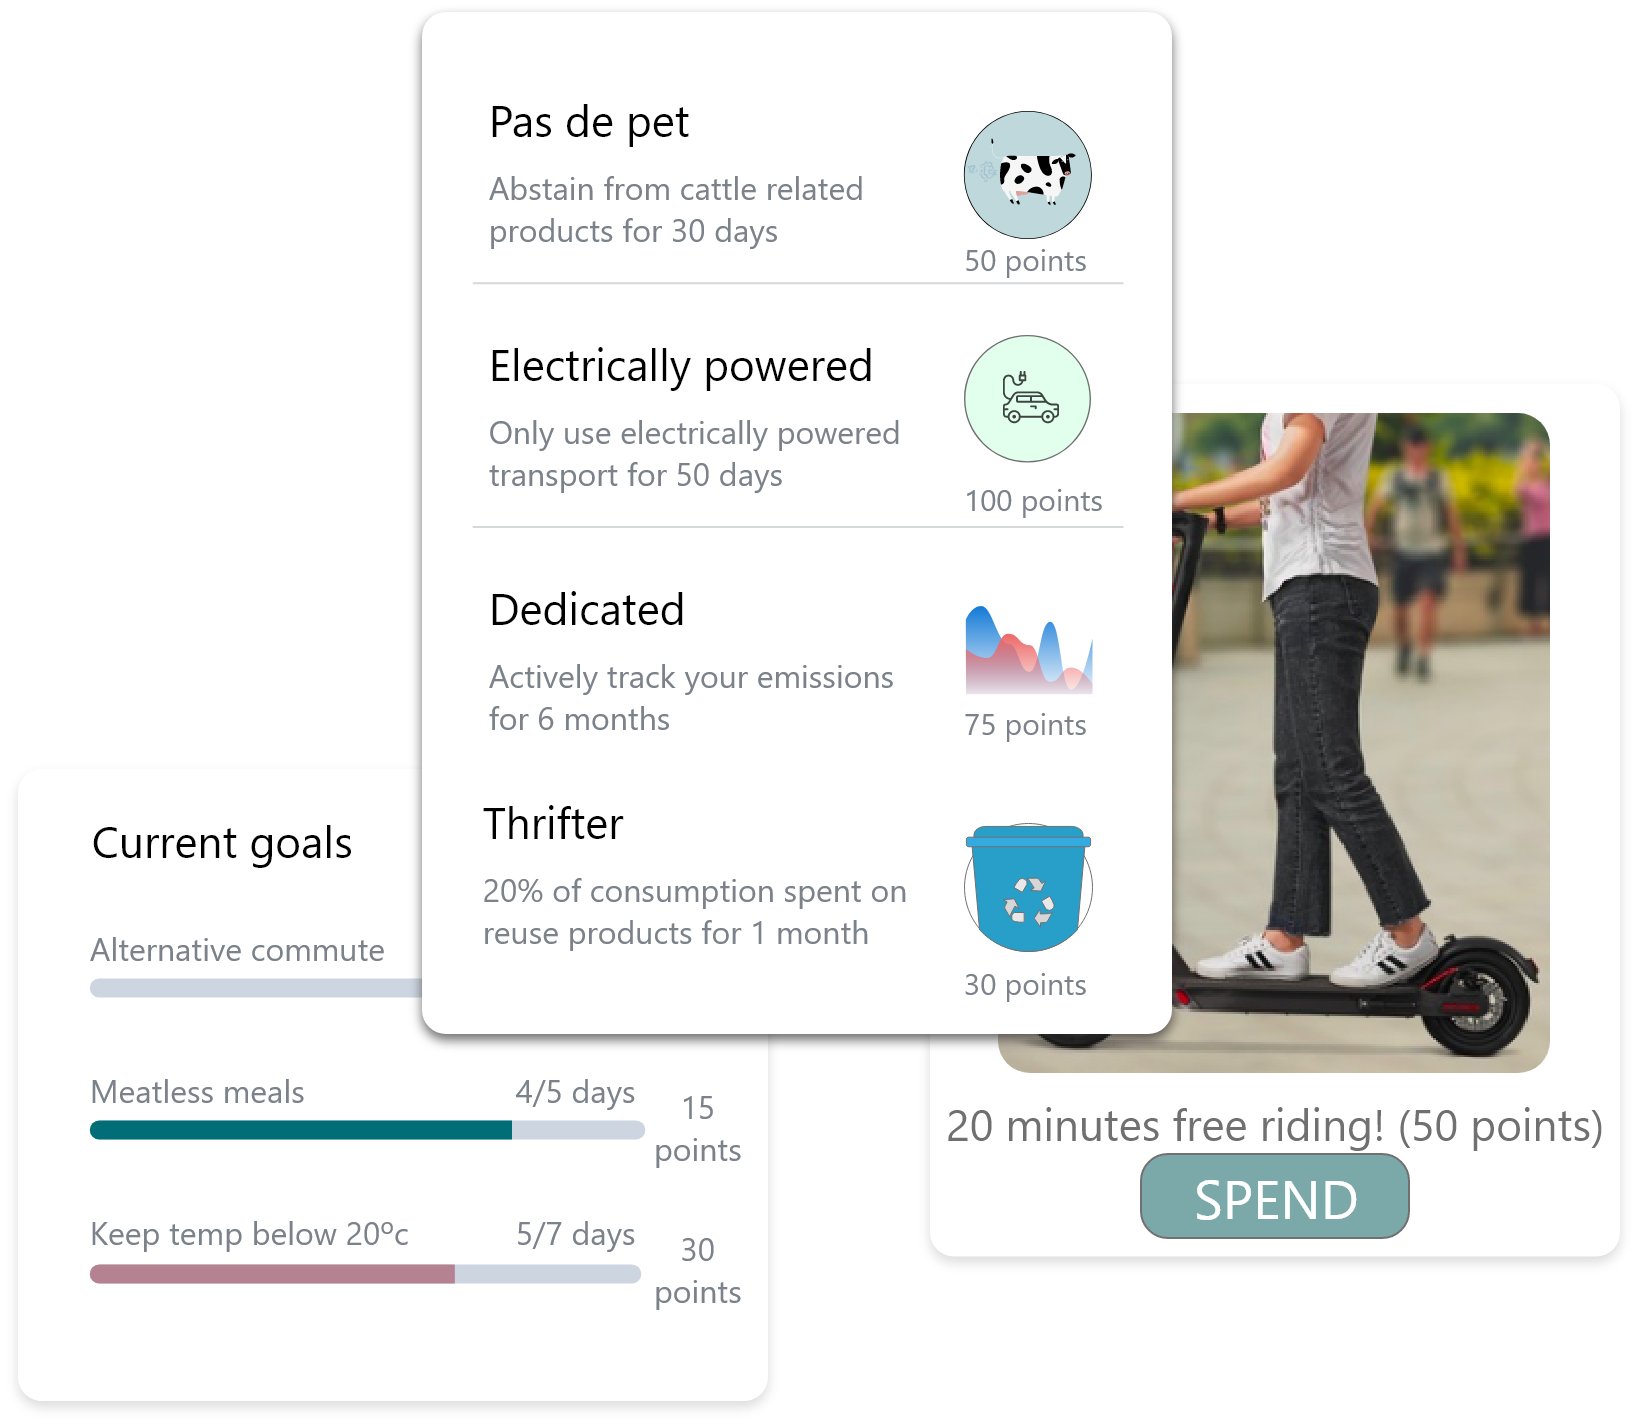 Pas de pet
Abstain from cattle related
products for 30 days
50 points
Electrically powered
Only use electrically powered
transport for 50 days
100 points
Dedicated
Actively track your emissions
for 6 months
75 points
Thrifter
20% of consumption spent on
reuse products for 1 month
30 points
Current goals
Alternative commute
Meatless meals
4/5 days
15
points
Keep temp below 20ºc
5/7 days
30
points
20 minutes free riding! (50 points)
SPEND